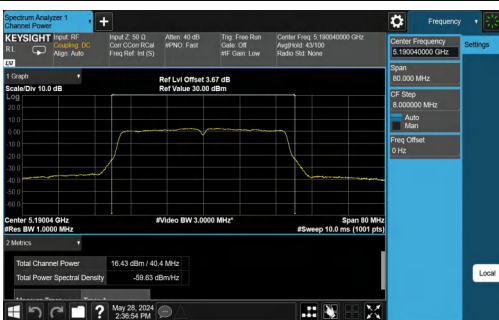 Spectrum Analyzer 1
Channel Power
Frequency
KEYSIGHT
Input: RF
Coupling: DC
Align: Auto
Input Z: 50 Ω
Corr CCorr RCal
Freq Ref: Int (S)
Atten: 40 dB
#PNO: Fast
Trig: Free Run
Gate: Off
#IF Gain: Low
Center Freq: 5.190040000 GHz
Avg|Hold: 43/100
Radio Std: None
RL
LXI
Center Frequency
5.190040000 GHz
Settings
Span
80.000 MHz
CF Step
8.000000 MHz
Auto
Man
Freq Offset
0 Hz
Local
1 Graph
Scale/Div 10.0 dB
Ref Lvl Offset 3.67 dB
Ref Value 30.00 dBm
Log
20.0
10.0
0.00
-10.0
-20.0
-30.0
-40.0
-50.0
-60.0
Center 5.19004 GHz
#Video BW 3.0000 MHz*
Span 80 MHz
#Res BW 1.0000 MHz
#Sweep 10.0 ms (1001 pts)
2 Metrics
Total Channel Power
16.43 dBm / 40.4 MHz
Total Power Spectral Density
-59.63 dBm/Hz
May 28, 2024
2:36:54 PM